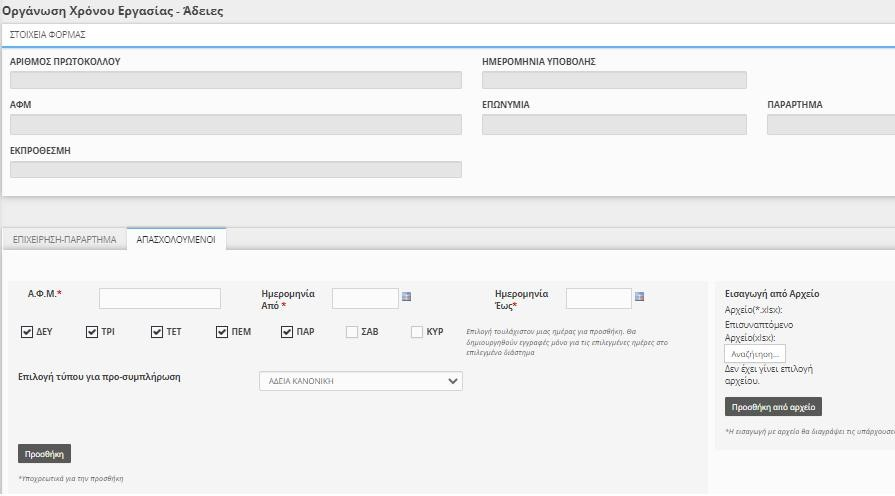 Οργάνωση Χρόνου Εργασίας - Άδειες
ΣΤΟΙΧΕΙΑ ΦΟΡΜΑΣ
ΑΡΙΘΜΟΣ ΠΡΩΤΟΚΟΛΛΟΥ
ΗΜΕΡΟΜΗΝΙΑ ΥΠΟΒΟΛΗΣ
ΑΦΜ
ΕΠΩΝΥΜΙΑ
ΠΑΡΑΡΤΗΜΑ
ΕΚΠΡΟΘΕΣΜΗ
ΕΠΙΧΕΙΡΗΣΗ-ΠΑΡΑΡΤΗΜΑ
ΑΠΑΣΧΟΛΟΥΜΕΝΟΙ
Α.Φ.Μ.*
Ημερομηνία
Από *
Ημερομηνία
Έως*
ΔΕΥ ΤΡΙ ΤΕΤ ΠΕΜ ΠΑΡ ΣΑΒ ΚΥΡ
Επιλογή τουλάχιστον μιας ημέρας για προσθήκη. Θα
δημιουργηθούν εγγραφές μόνο για τις επιλεγμένες ημέρες στο
επιλεγμένο διάστημα
Επιλογή τύπου για προ-συμπλήρωση
ΑΔΕΙΑ ΚΑΝΟΝΙΚΗ
Προσθήκη
*Υποχρεωτικά για την προσθήκη
Εισαγωγή από Αρχείο
Αρχείο(*.xlsx):
Επισυναπτόμενο
Αρχείο(xlsx):
Αναζήτηση...
Δεν έχει γίνει επιλογή
αρχείου.
Προσθήκη από αρχείο
*Η εισαγωγή με αρχείο θα διαγράψει τις